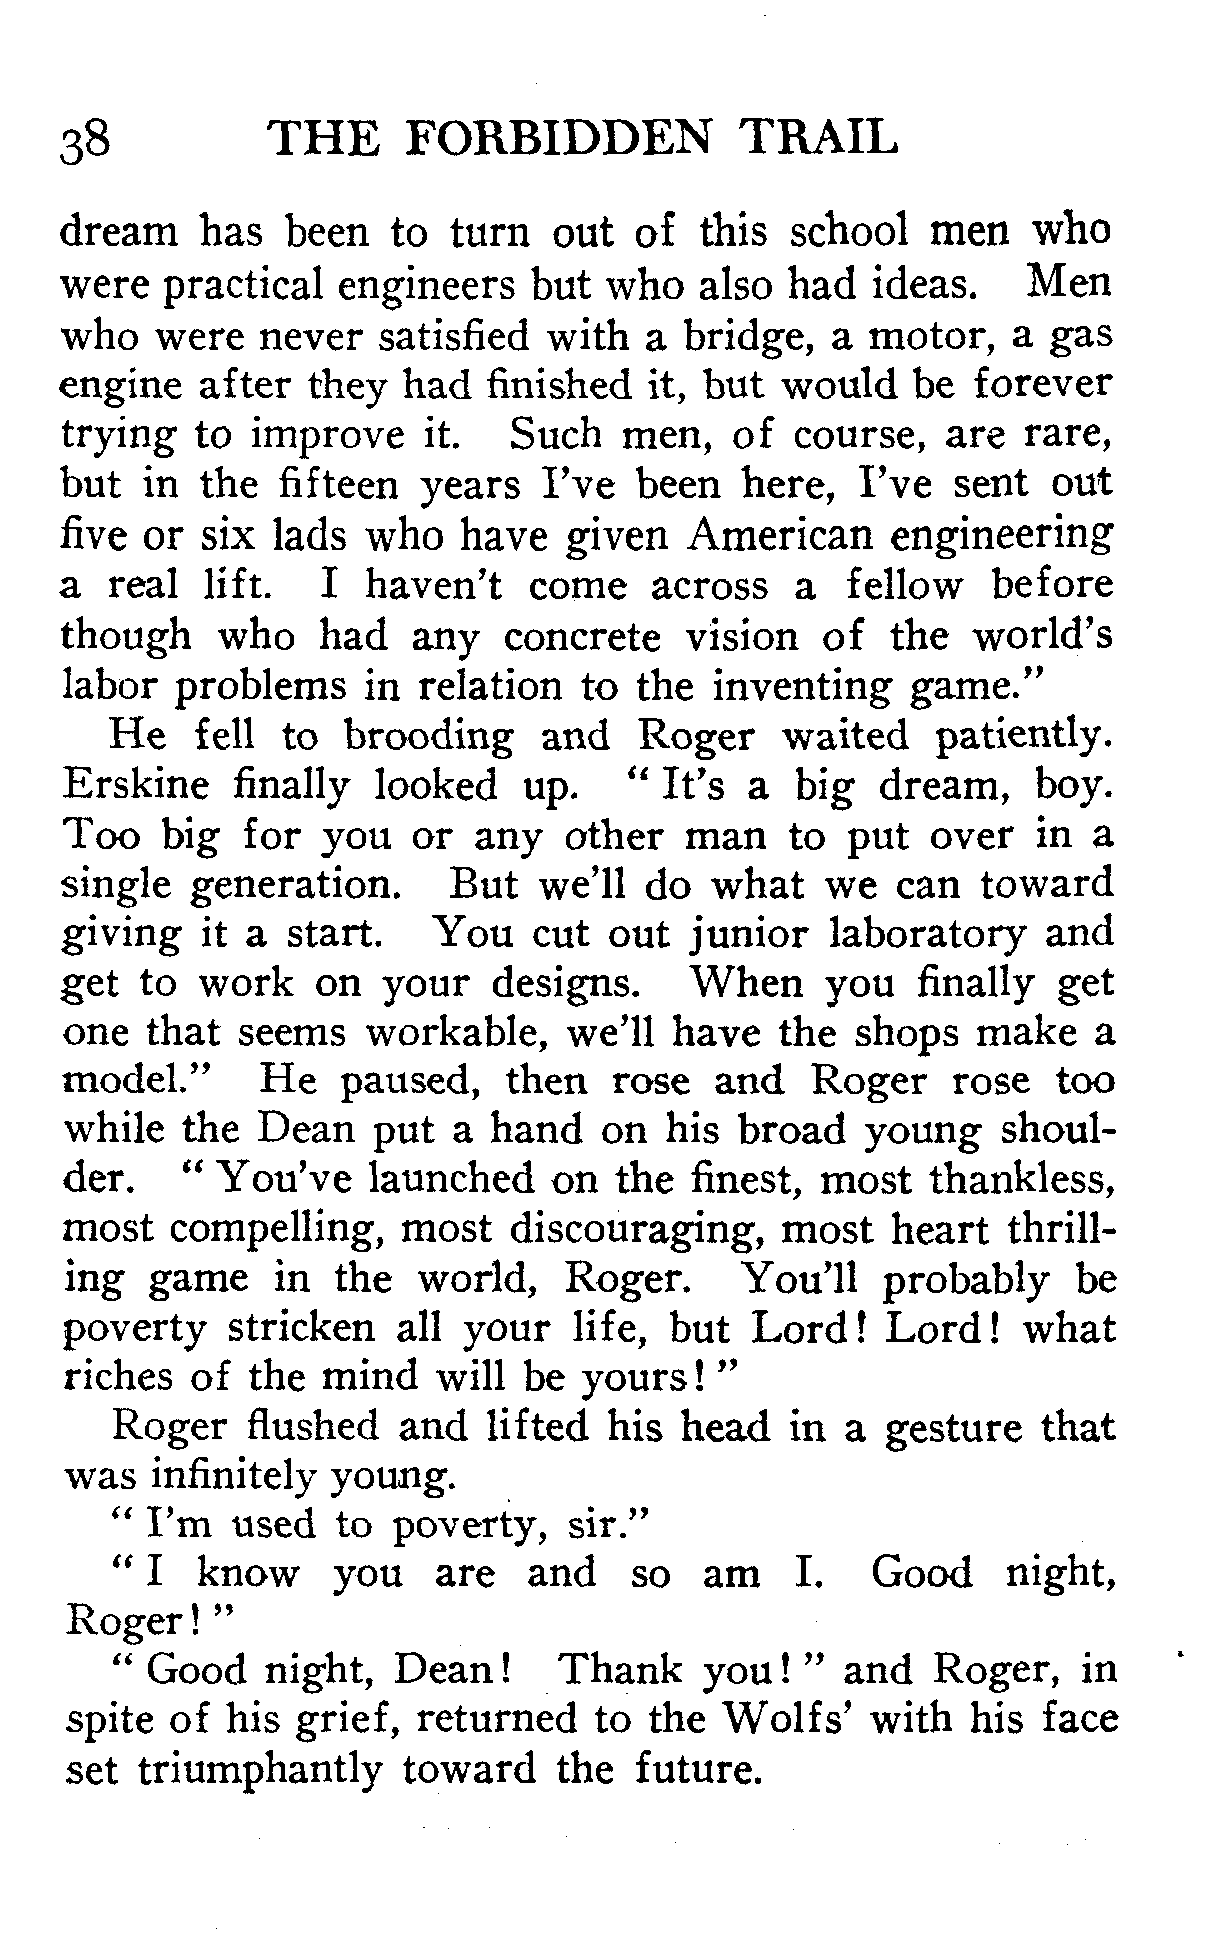 38 THE FORBIDDEN TRAIL
dream has been to turn out of this school men who
were practical engineers but who also had ideas. Men
who were never satisfied with a bridge, a motor, a gas
engine after they had finished it, but would be forever
trying to improve it. Such men, of course, are rare,
but in the fifteen years I've been here, I've sent out
five or six lads who have given American engineering
a real lift. I haven't come across a fellow before
though who had any concrete vision of the world's
labor problems in relation to the inventing game."
He fell to brooding and Roger waited patiently.
Erskine finally looked up. " It's a big dream, boy.
Too big for you or any other man to put over in a
single generation. But we'll do what we can toward
giving it a start. You cut out junior laboratory and
get to work on your designs. When you finally get
one that seems workable, we'll have the shops make a
model." He paused, then rose and Roger rose too
while the Dean put a hand on his broad young shoul-
der. " You've launched on the finest, most thankless,
most compelling, most discouraging, most heart thrill-
ing game in the world, Roger. You'll probably be
poverty stricken all your life, but Lord! Lord! what
riches of the mind will be yours! "
Roger flushed and lifted his head in a gesture that
was infinitely young.
" I'm used to poverty, sir."
" I know you are and so am I. Good night,
Roger! "
" Good night, Dean! Thank you! " and Roger, in
spite of his grief, returned to the Wolfs' with his face
set triumphantly toward the future.